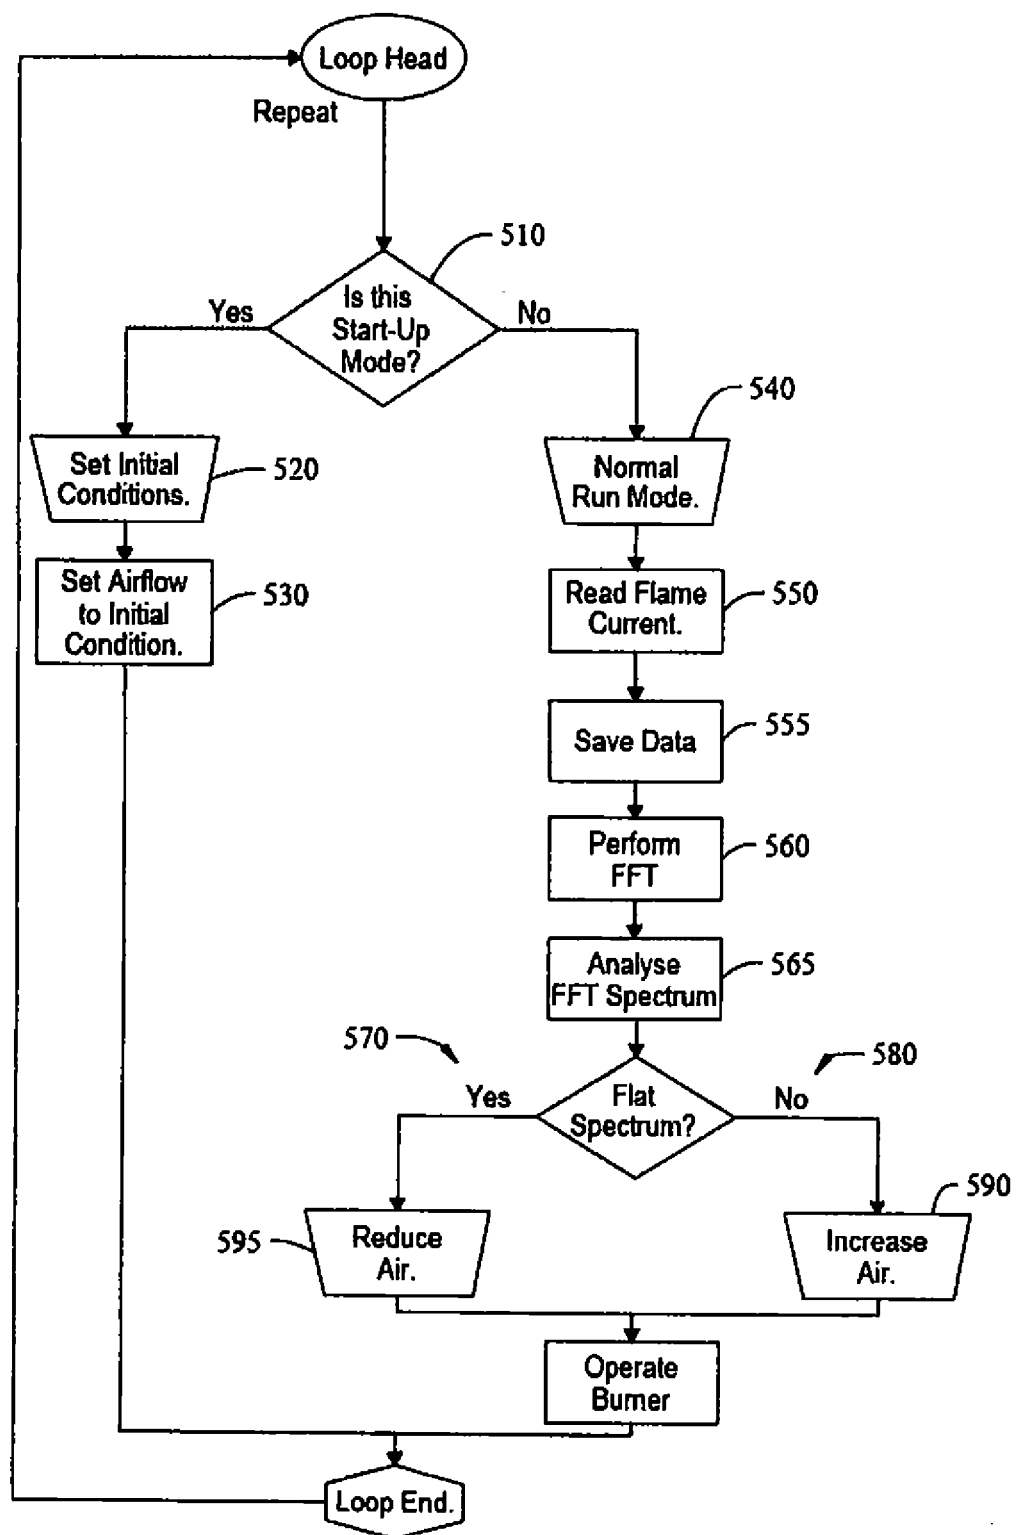 Loop Head
Repeat
510
Is this
Start-Up
Mode?
Yes
No
540
Set Initial
Conditions.
520
Normal
Run Mode.
Set Airflow
to Initial
Condition.
530
Read Flame
Current.
550
Save Data
555
Perform
FFT
560
Analyse
FFT Spectrum
565
570
580
Yes
Flat
Spectrum?
No
595
Reduce
Air.
590
Increase
Air.
Operate
Burner
Loop End.